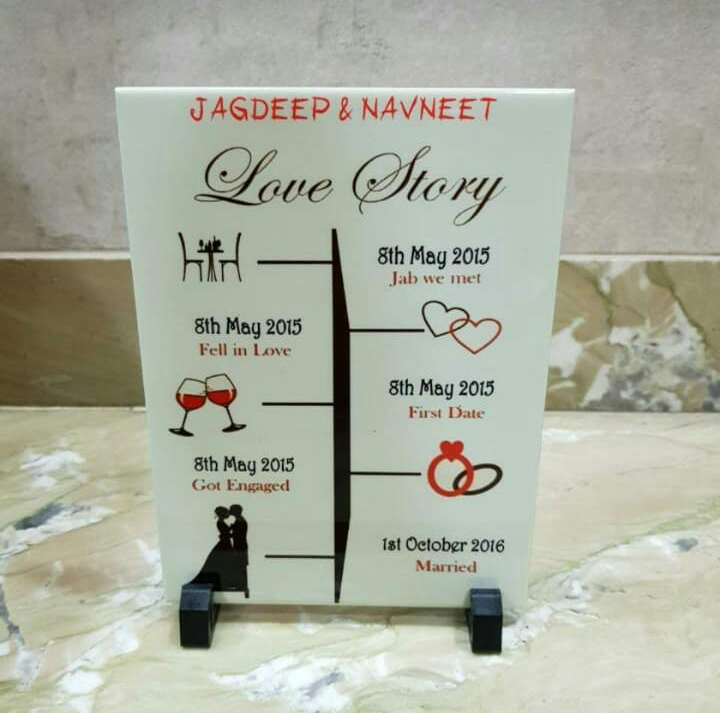 JAGDEEP & NAVNEET
Love Story
8th May 2015
Jab we met
8th May 2015
Fell in Love
8th May 2015
First Date
8th May 2015
Got Engaged
1st October 2016
Married